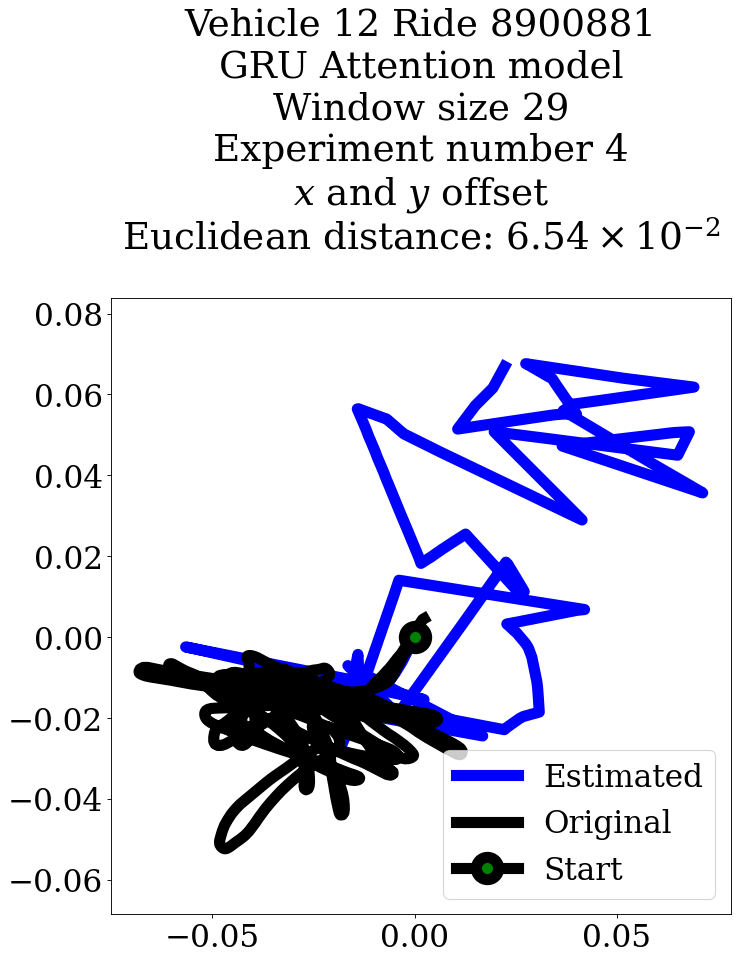 Vehicle 12 Ride 8900881
GRU Attention model
Window size 29
Experiment number 4
x and y offset
Euclidean distance: 6.54 × 10⁻²
0.08
0.06
0.04
0.02
0.00
−0.02
−0.04
−0.06
Estimated
Original
Start
−0.05
0.00
0.05